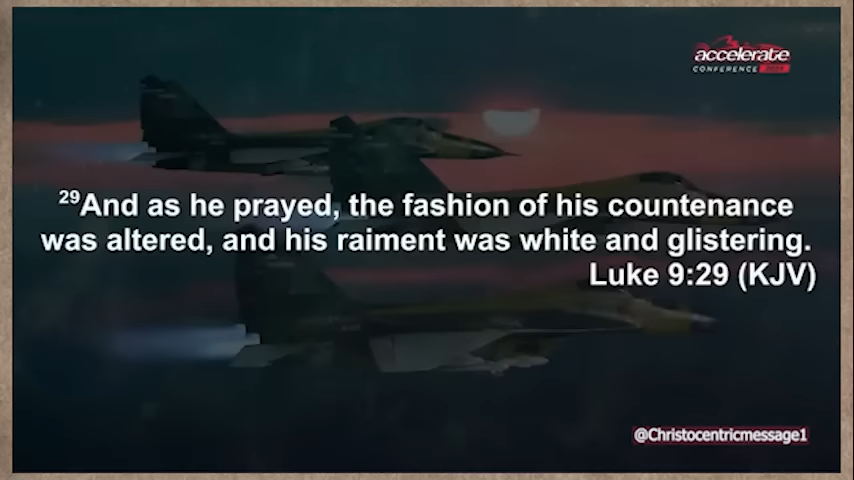 accelerate
CONFERENCE
29And as he prayed, the fashion of his countenance
was altered, and his raiment was white and glistering.
Luke 9:29 (KJV)
@Christocentricmessage1